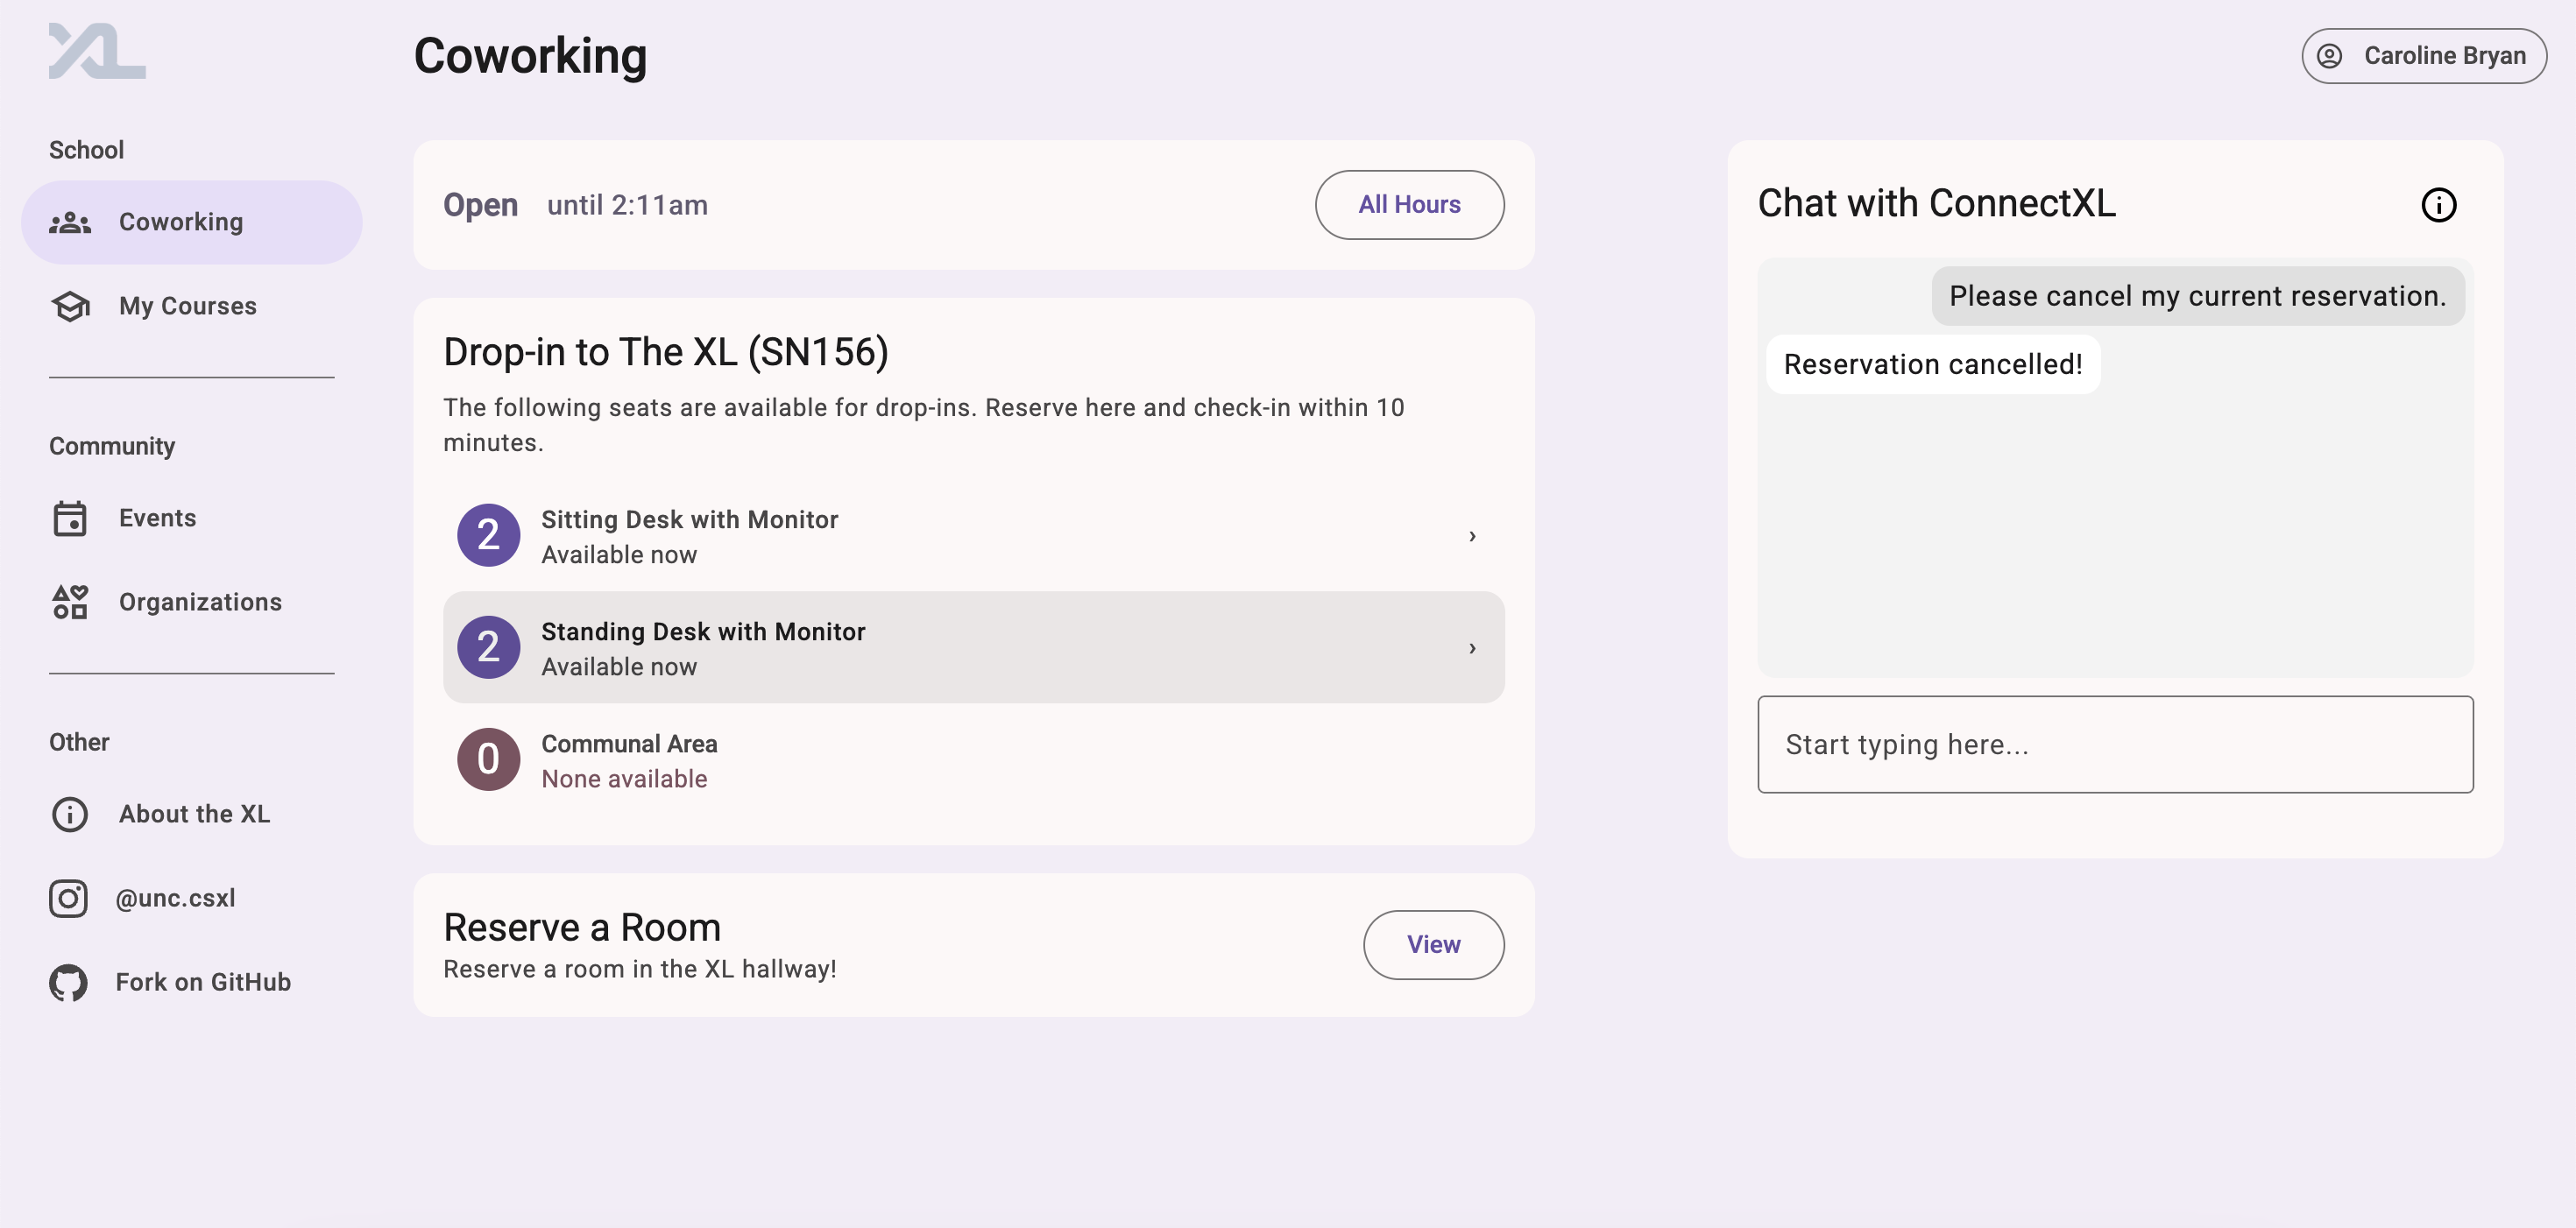 XL
Coworking
Caroline Bryan
School
Coworking
My Courses
Community
Events
Organizations
Other
About the XL
@unc.csxl
Fork on GitHub
Open until 2:11am
All Hours
Drop-in to The XL (SN156)
The following seats are available for drop-ins. Reserve here and check-in within 10
minutes.
2
Sitting Desk with Monitor
Available now
›
2
Standing Desk with Monitor
Available now
›
0
Communal Area
None available
Reserve a Room
Reserve a room in the XL hallway!
View
Chat with ConnectXL
Please cancel my current reservation.
Reservation cancelled!
Start typing here...